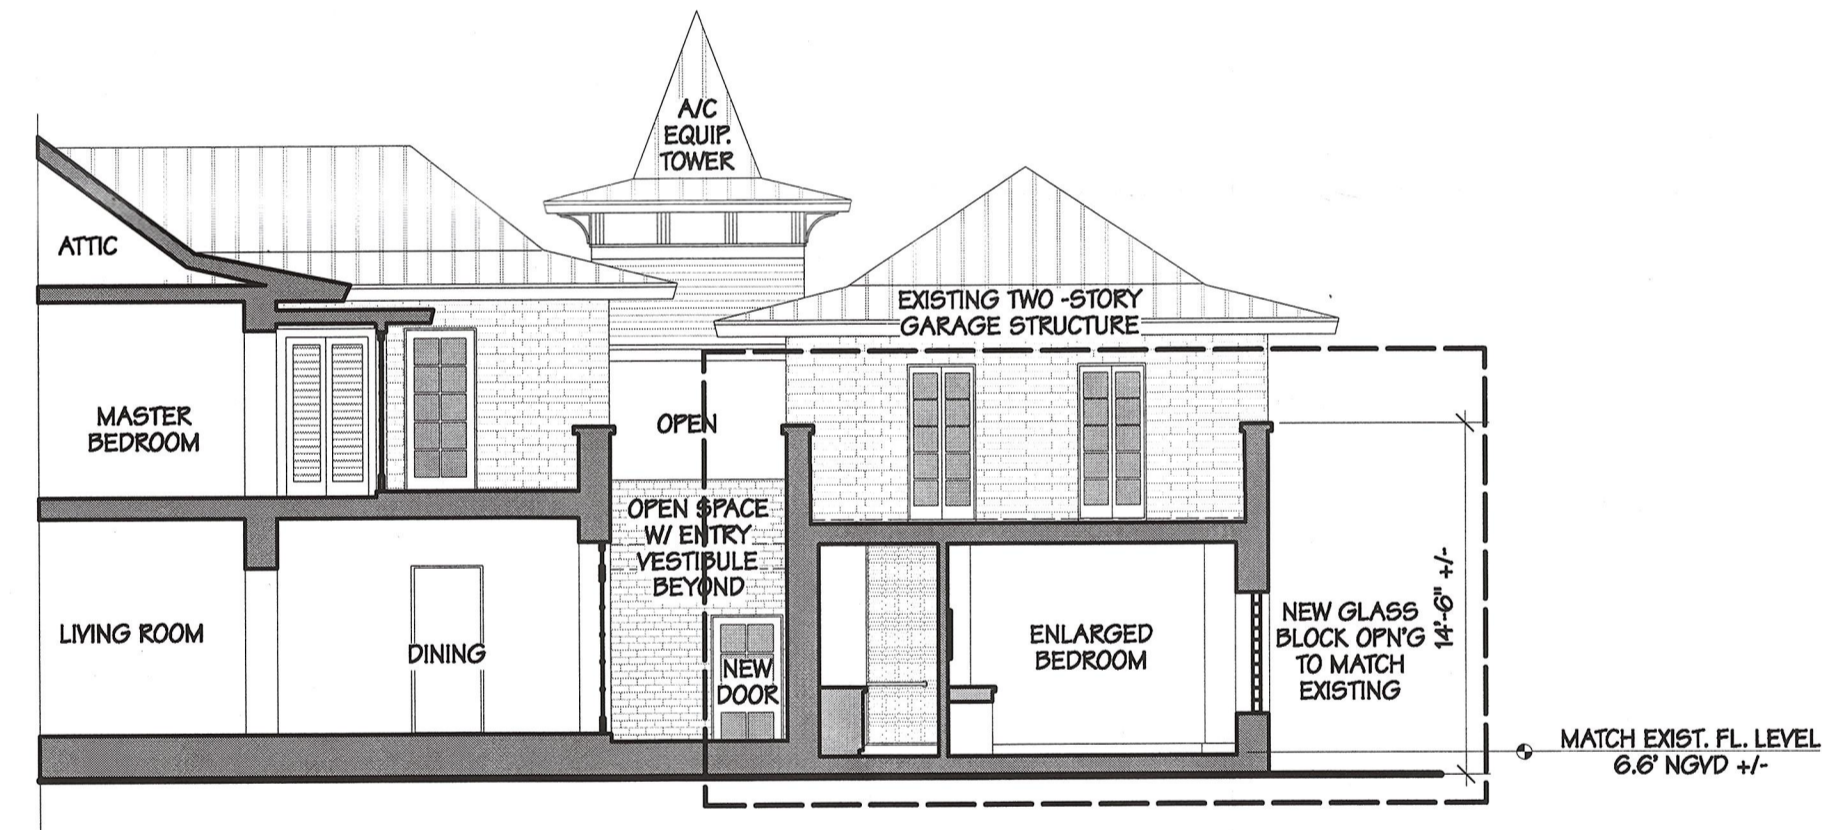 A/C
EQUIP.
TOWER
ATTIC
EXISTING TWO -STORY
GARAGE STRUCTURE
MASTER
BEDROOM
OPEN
OPEN SPACE
W/ ENTRY
VESTIBULE
BEYOND
LIVING ROOM
DINING
NEW
DOOR
ENLARGED
BEDROOM
NEW GLASS
BLOCK OPN'G
TO MATCH
EXISTING
14'-6" +/-
MATCH EXIST. FL. LEVEL
6.6' NGVD +/-